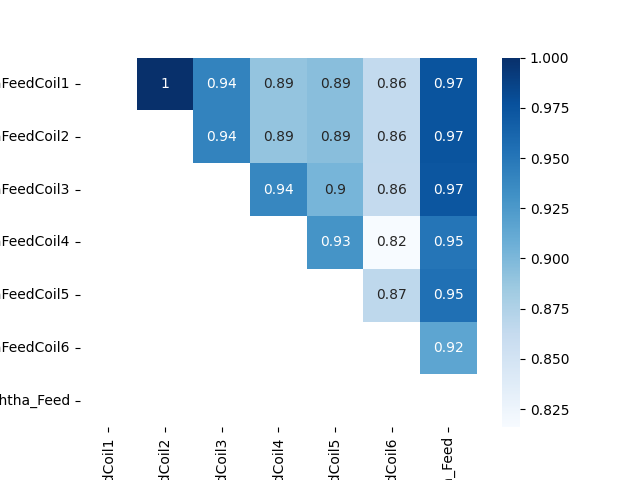 FeedCoil1 1 0.94 0.89 0.89 0.86 0.97 1.000
FeedCoil2 0.94 0.89 0.89 0.86 0.97 0.975
FeedCoil3 0.94 0.9 0.86 0.97 0.950
FeedCoil4 0.93 0.82 0.95 0.925
FeedCoil5 0.87 0.95 0.900
FeedCoil6 0.92 0.875
htha_Feed 0.850
0.825
dCoil1 dCoil2 dCoil3 dCoil4 dCoil5 dCoil6 _Feed